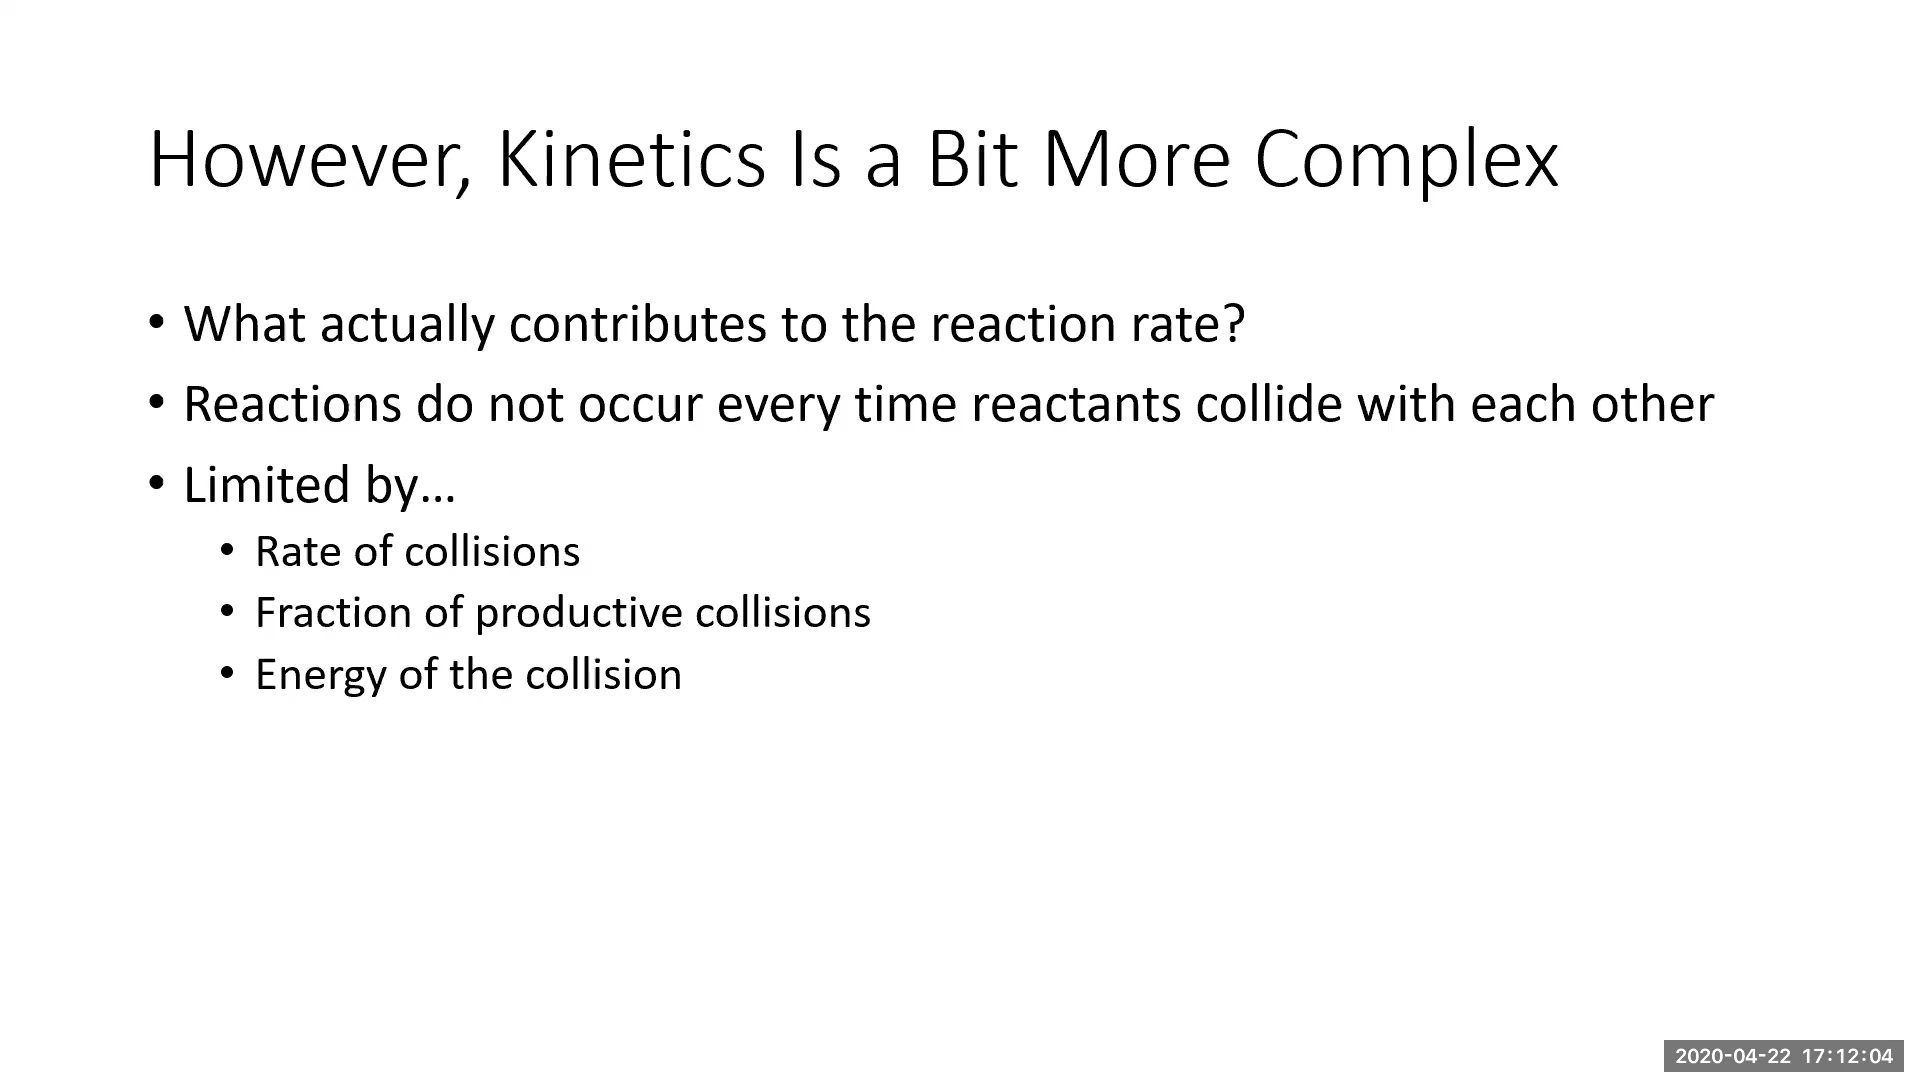 However, Kinetics Is a Bit More Complex
• What actually contributes to the reaction rate?
• Reactions do not occur every time reactants collide with each other
• Limited by…
• Rate of collisions
• Fraction of productive collisions
• Energy of the collision
2020-04-22 17:12:04